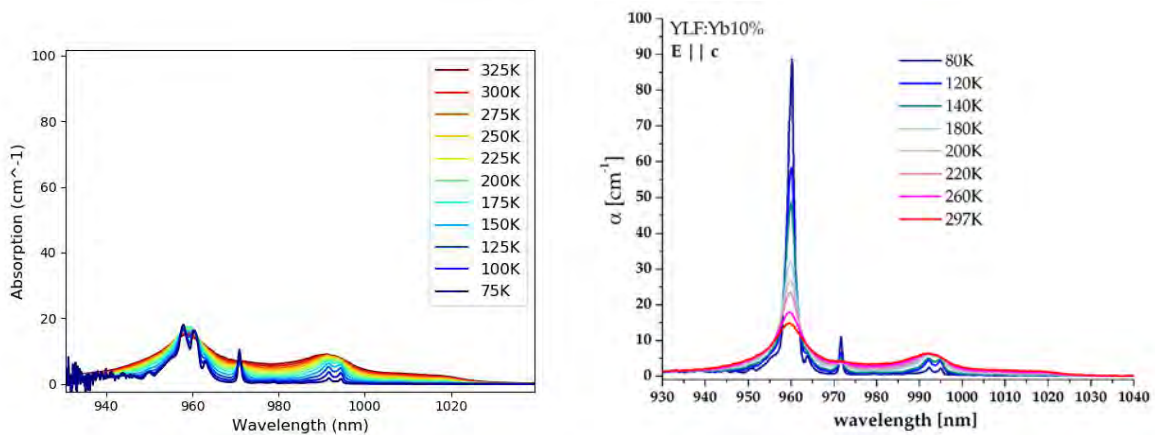 100
80
60
40
20
0
Absorption (cm^-1)
325K
300K
275K
250K
225K
200K
175K
150K
125K
100K
75K
940 960 980 1000 1020
Wavelength (nm)
100
90
80
70
60
50
40
30
20
10
0
α [cm⁻¹]
YLF:Yb10%
E || c
80K
120K
140K
180K
200K
220K
260K
297K
930 940 950 960 970 980 990 1000 1010 1020 1030 1040
wavelength [nm]